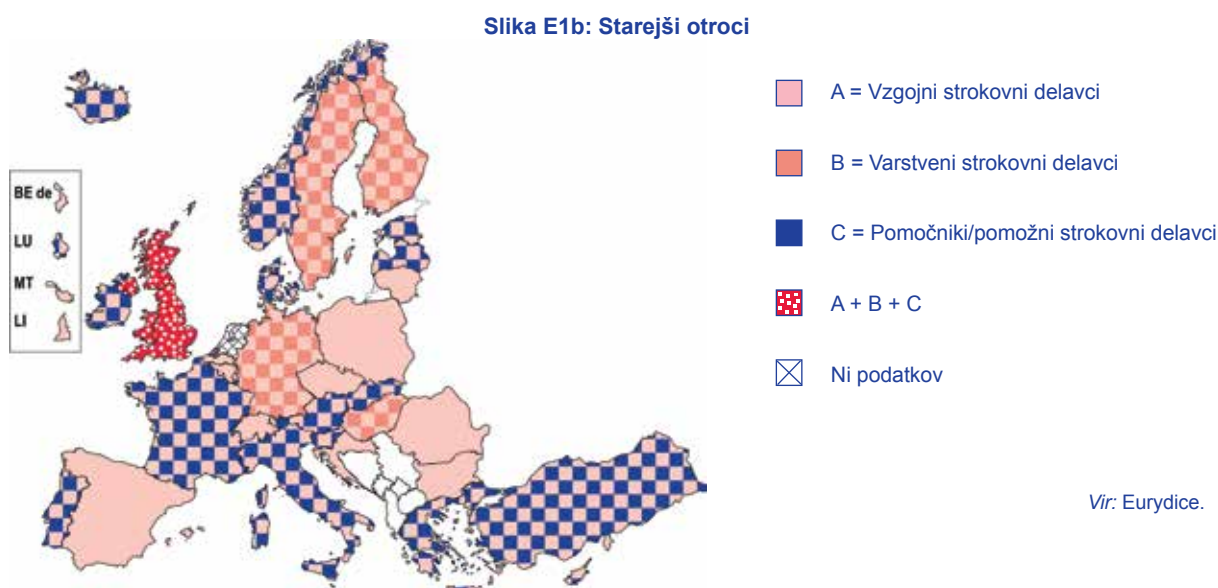 Slika E1b: Starejši otroci
BE de
LU
MT
LI
A = Vzgojni strokovni delavci
B = Varstveni strokovni delavci
C = Pomočniki/pomožni strokovni delavci
A + B + C
Ni podatkov
Vir: Eurydice.